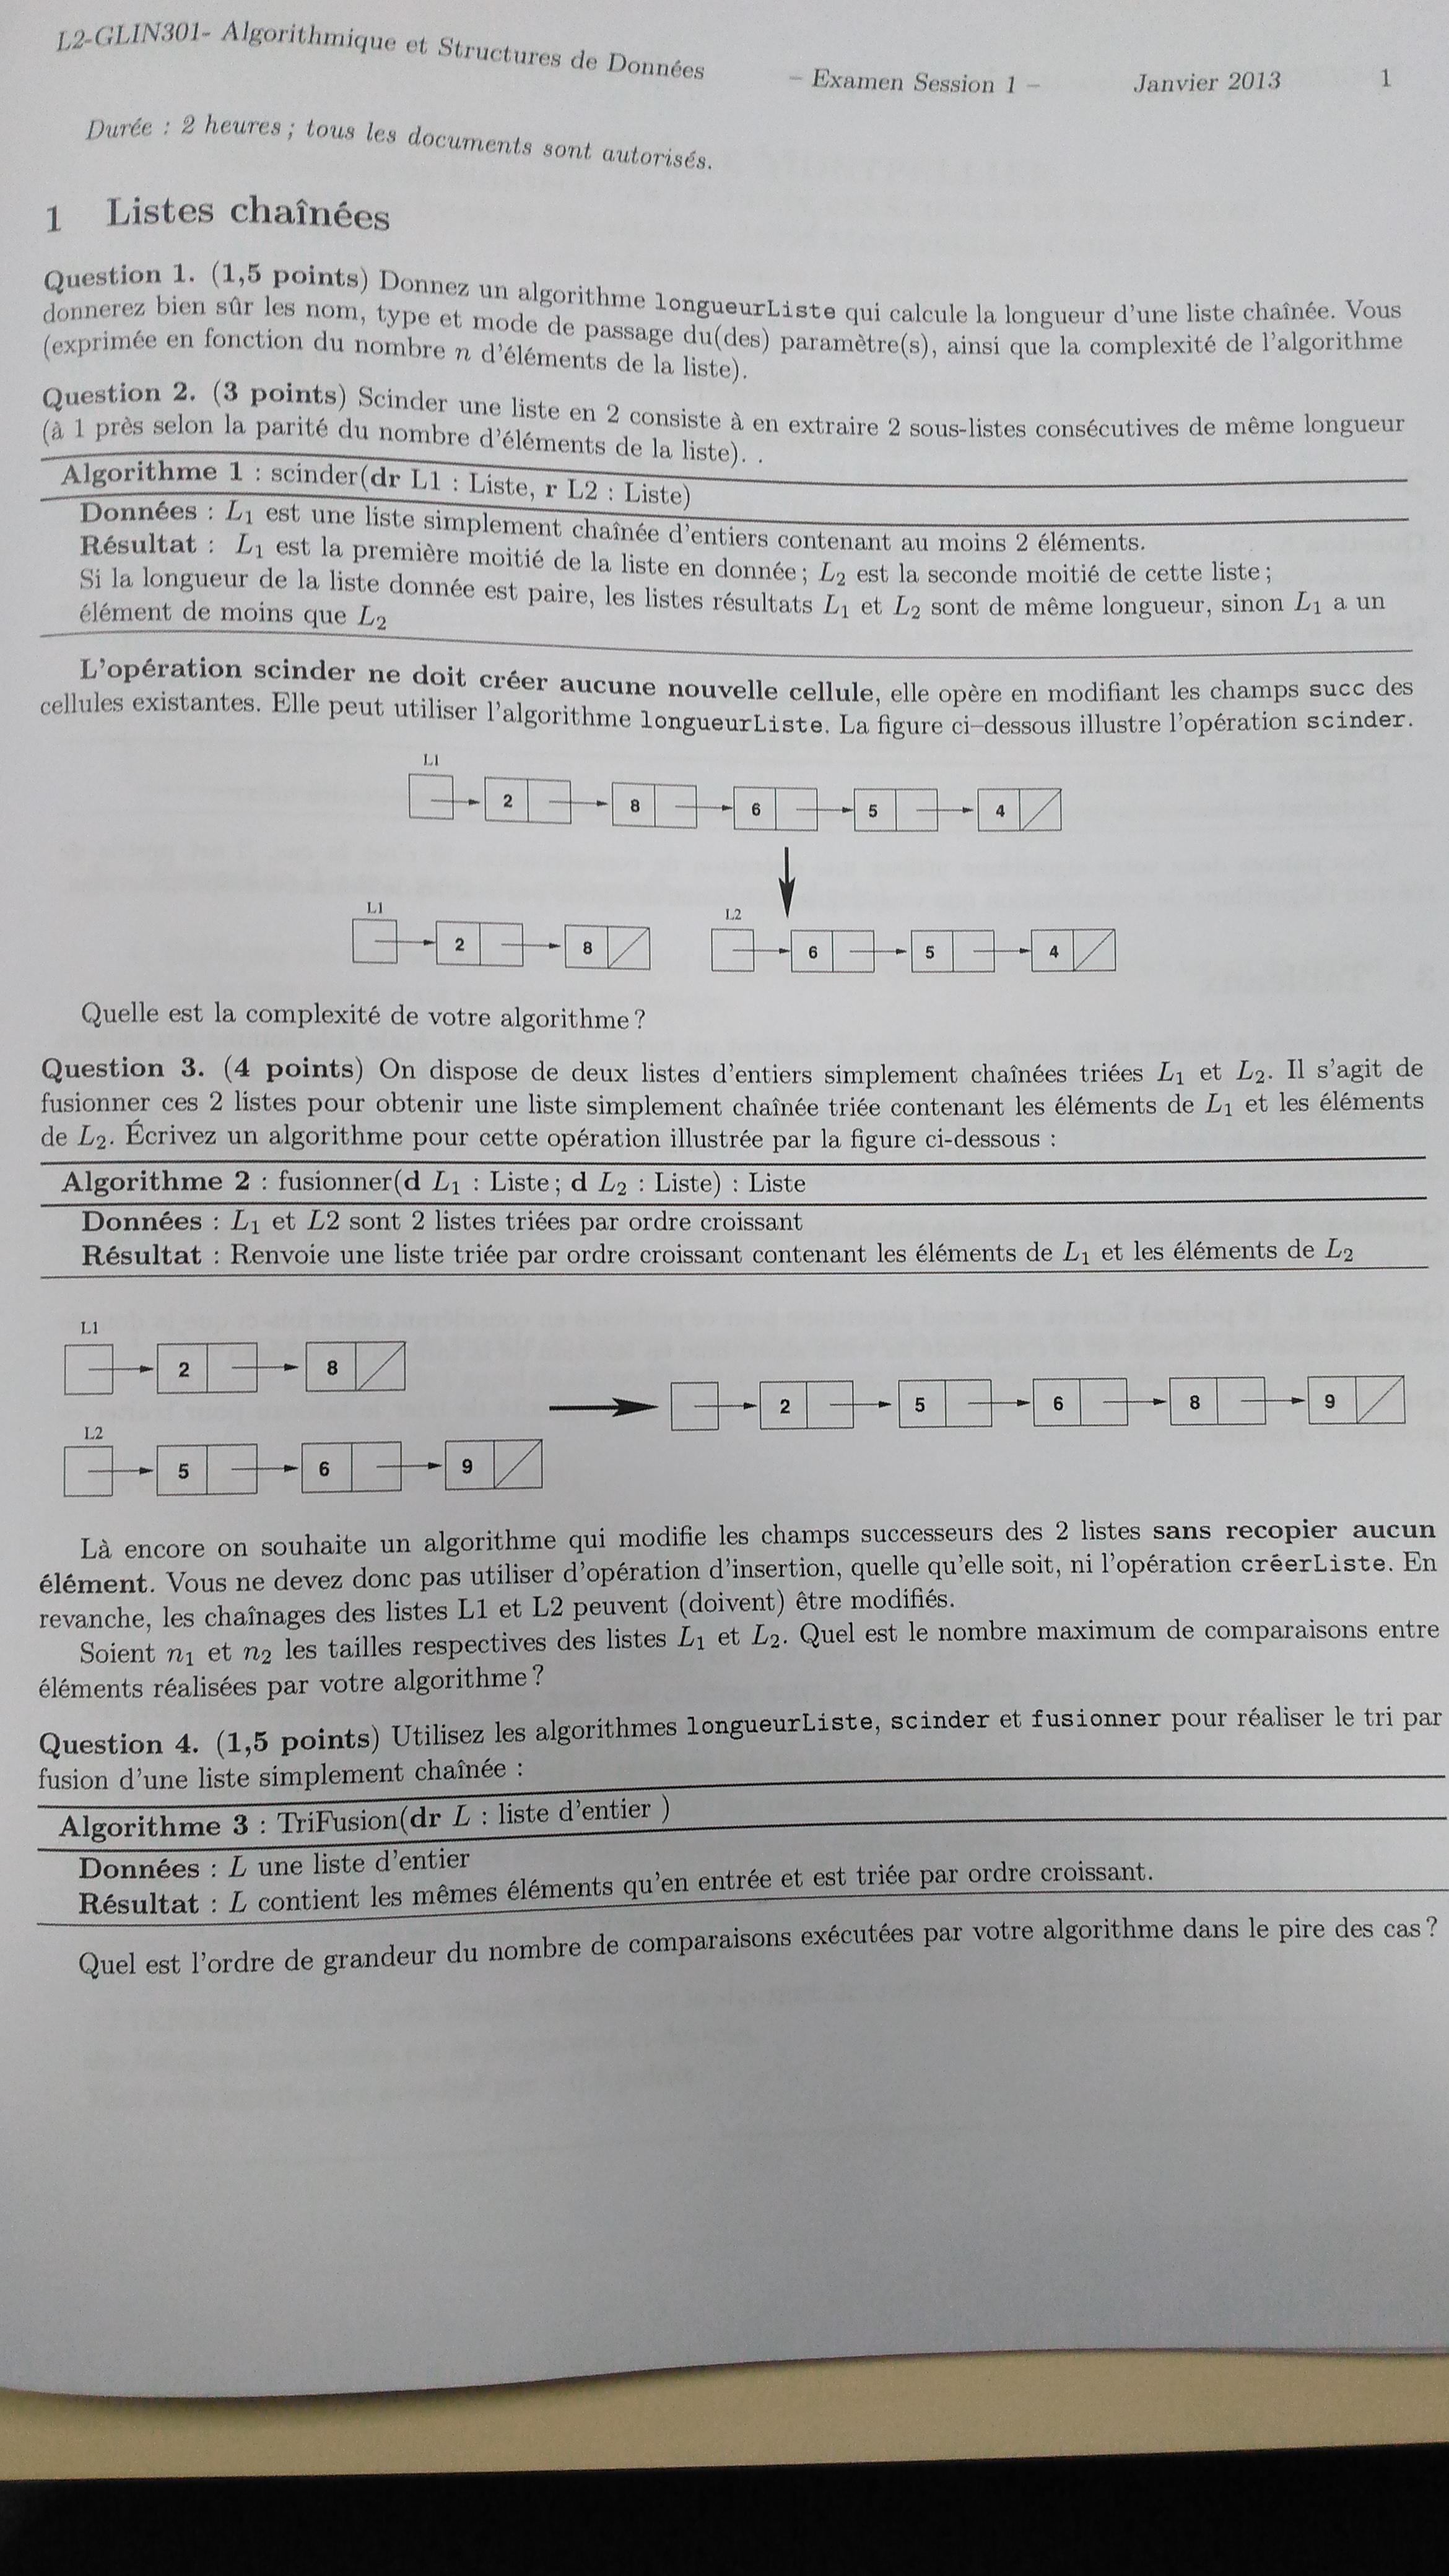 L2-GLIN301- Algorithmique et Structures de Données – Examen Session 1 – Janvier 2013 1
Durée : 2 heures ; tous les documents sont autorisés.
1 Listes chaînées
Question 1. (1,5 points) Donnez un algorithme longueurListe qui calcule la longueur d'une liste chaînée. Vous
donnerez bien sûr les nom, type et mode de passage du(des) paramètre(s), ainsi que la complexité de l'algorithme
(exprimée en fonction du nombre n d'éléments de la liste).
Question 2. (3 points) Scinder une liste en 2 consiste à en extraire 2 sous-listes consécutives de même longueur
(à 1 près selon la parité du nombre d'éléments de la liste). .
Algorithme 1 : scinder(dr L1 : Liste, r L2 : Liste)
Données : L1 est une liste simplement chaînée d'entiers contenant au moins 2 éléments.
Résultat : L1 est la première moitié de la liste en donnée ; L2 est la seconde moitié de cette liste ;
Si la longueur de la liste donnée est paire, les listes résultats L1 et L2 sont de même longueur, sinon L1 a un
élément de moins que L2
L'opération scinder ne doit créer aucune nouvelle cellule, elle opère en modifiant les champs succ des
cellules existantes. Elle peut utiliser l'algorithme longueurListe. La figure ci–dessous illustre l'opération scinder.
L1
2 8 6 5 4
L1 L2
2 8 6 5 4
Quelle est la complexité de votre algorithme ?
Question 3. (4 points) On dispose de deux listes d'entiers simplement chaînées triées L1 et L2. Il s'agit de
fusionner ces 2 listes pour obtenir une liste simplement chaînée triée contenant les éléments de L1 et les éléments
de L2. Écrivez un algorithme pour cette opération illustrée par la figure ci-dessous :
Algorithme 2 : fusionner(d L1 : Liste ; d L2 : Liste) : Liste
Données : L1 et L2 sont 2 listes triées par ordre croissant
Résultat : Renvoie une liste triée par ordre croissant contenant les éléments de L1 et les éléments de L2
L1
2 8
2 5 6 8 9
L2
5 6 9
Là encore on souhaite un algorithme qui modifie les champs successeurs des 2 listes sans recopier aucun
élément. Vous ne devez donc pas utiliser d'opération d'insertion, quelle qu'elle soit, ni l'opération créerListe. En
revanche, les chaînages des listes L1 et L2 peuvent (doivent) être modifiés.
Soient n1 et n2 les tailles respectives des listes L1 et L2. Quel est le nombre maximum de comparaisons entre
éléments réalisées par votre algorithme ?
Question 4. (1,5 points) Utilisez les algorithmes longueurListe, scinder et fusionner pour réaliser le tri par
fusion d'une liste simplement chaînée :
Algorithme 3 : TriFusion(dr L : liste d'entier )
Données : L une liste d'entier
Résultat : L contient les mêmes éléments qu'en entrée et est triée par ordre croissant.
Quel est l'ordre de grandeur du nombre de comparaisons exécutées par votre algorithme dans le pire des cas ?